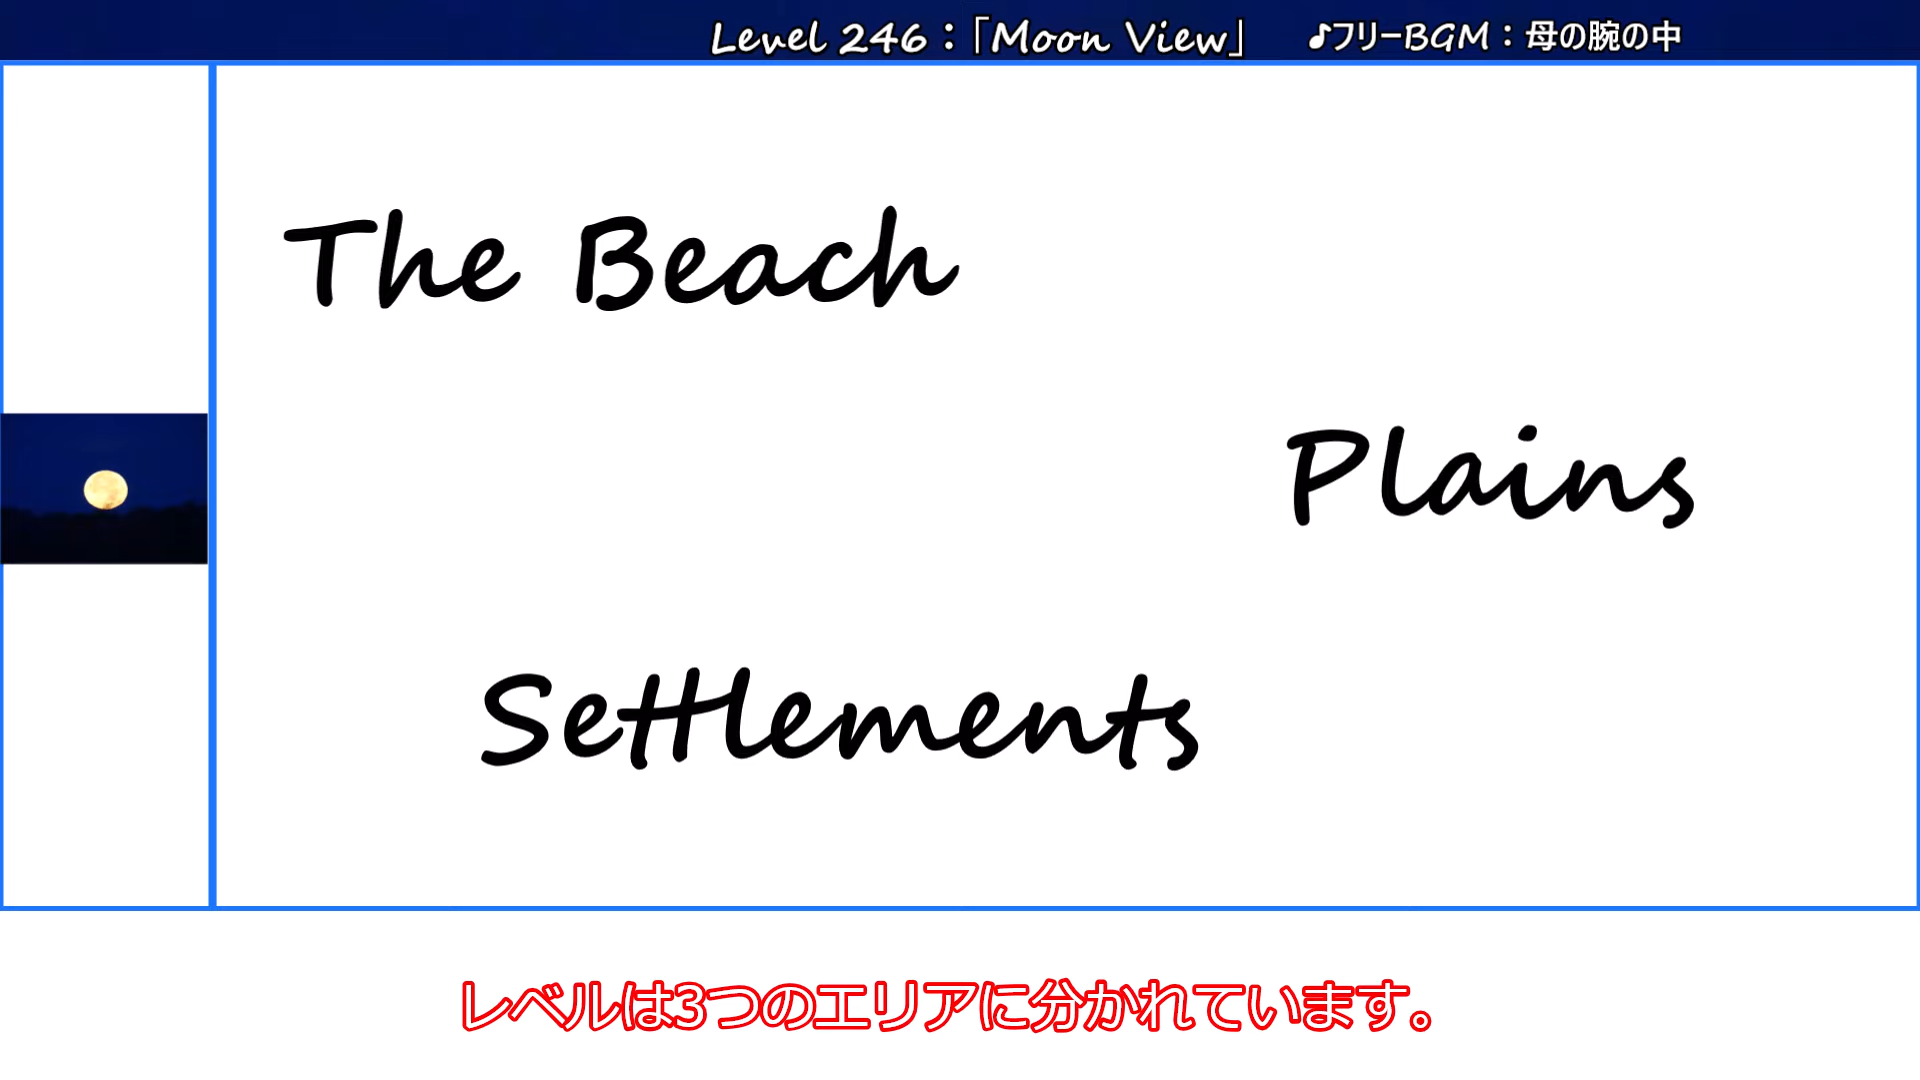 Level 246：「Moon View」 ♪フリーBGM：母の腕の中
The Beach
Plains
Settlements
レベルは3つのエリアに分かれています。